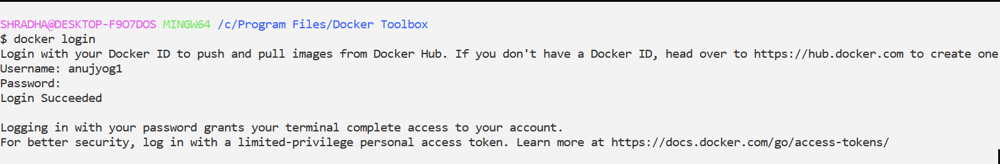 SHRADHA@DESKTOP-F9O7DOS MINGW64 /c/Program Files/Docker Toolbox
$ docker login
Login with your Docker ID to push and pull images from Docker Hub. If you don't have a Docker ID, head over to https://hub.docker.com to create one
Username: anujyog1
Password:
Login Succeeded
Logging in with your password grants your terminal complete access to your account.
For better security, log in with a limited-privilege personal access token. Learn more at https://docs.docker.com/go/access-tokens/